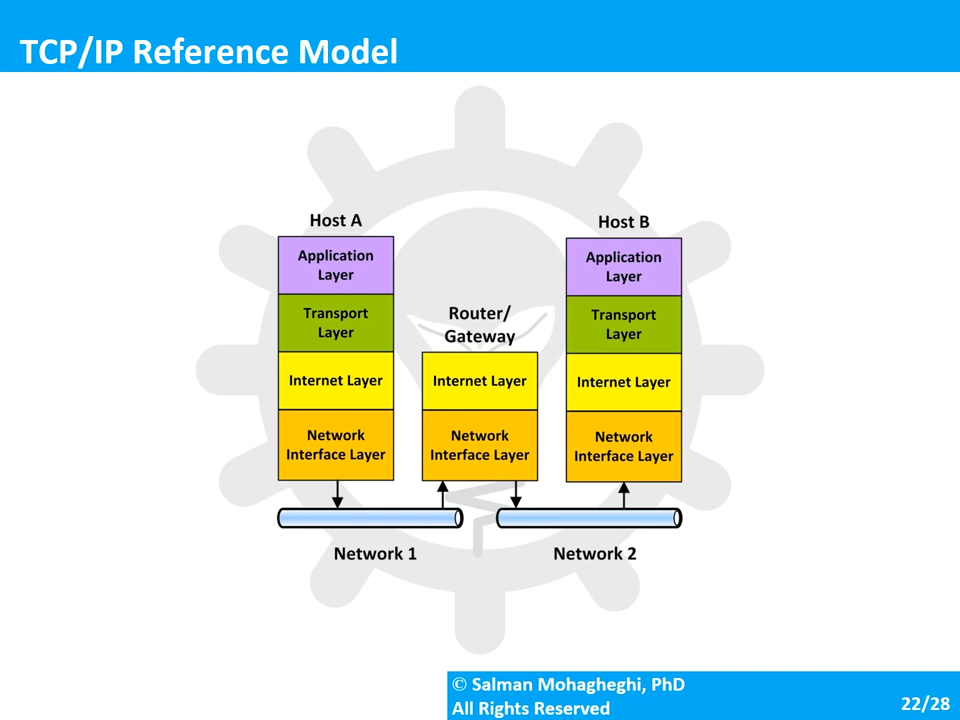 TCP/IP Reference Model
Host A
Application
Layer
Transport
Layer
Internet Layer
Network
Interface Layer
Router/
Gateway
Internet Layer
Network
Interface Layer
Host B
Application
Layer
Transport
Layer
Internet Layer
Network
Interface Layer
Network 1
Network 2
© Salman Mohagheghi, PhD
All Rights Reserved
22/28